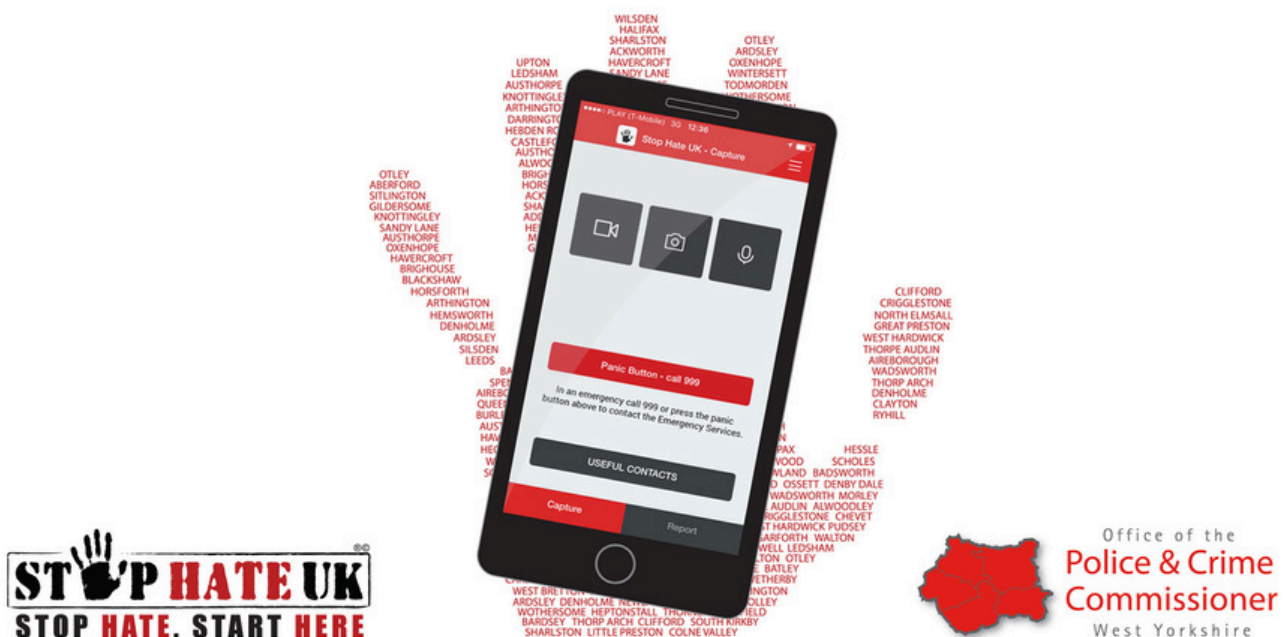 WILSDEN
HALIFAX
SHARLSTON
ACKWORTH
HAVERCROFT
SANDY LANE
OTLEY
ARDSLEY
OXENHOPE
WINTERSETT
TODMORDEN
UPTON
LEDSHAM
AUSTHORPE
OTLEY
ABERFORD
SITLINGTON
GILDERSOME
KNOTTINGLEY
SANDY LANE
AUSTHORPE
OXENHOPE
HAVERCROFT
BRIGHOUSE
BLACKSHAW
HORSFORTH
ARTHINGTON
HEMSWORTH
DENHOLME
ARDSLEY
SILSDEN
LEEDS
PLAY (T-Mobile) 3G 12:36
Stop Hate UK - Capture
Panic Button - call 999
In an emergency call 999 or press the panic
button above to contact the Emergency Services.
USEFUL CONTACTS
Capture
Report
CLIFFORD
CRIGGLESTONE
NORTH ELMSALL
GREAT PRESTON
WEST HARDWICK
THORPE AUDLIN
AIREBOROUGH
WADSWORTH
THORP ARCH
DENHOLME
CLAYTON
RYHILL
HESSLE
SCHOLES
BADSWORTH
OSSETT DENBY DALE
WADSWORTH MORLEY
AUDLIN ALWOODLEY
CHEVET
HARDWICK PUDSEY
WALTON
LEDSHAM
OTLEY
BATLEY
WEST BRETTON
ARDSLEY DENHOLME
WOTHERSOME HEPTONSTALL
BARDSEY THORP ARCH CLIFFORD SOUTH KIRKBY
SHARLSTON LITTLE PRESTON COLNE VALLEY
STOP HATE UK
STOP HATE. START HERE
Office of the
Police & Crime
Commissioner
West Yorkshire